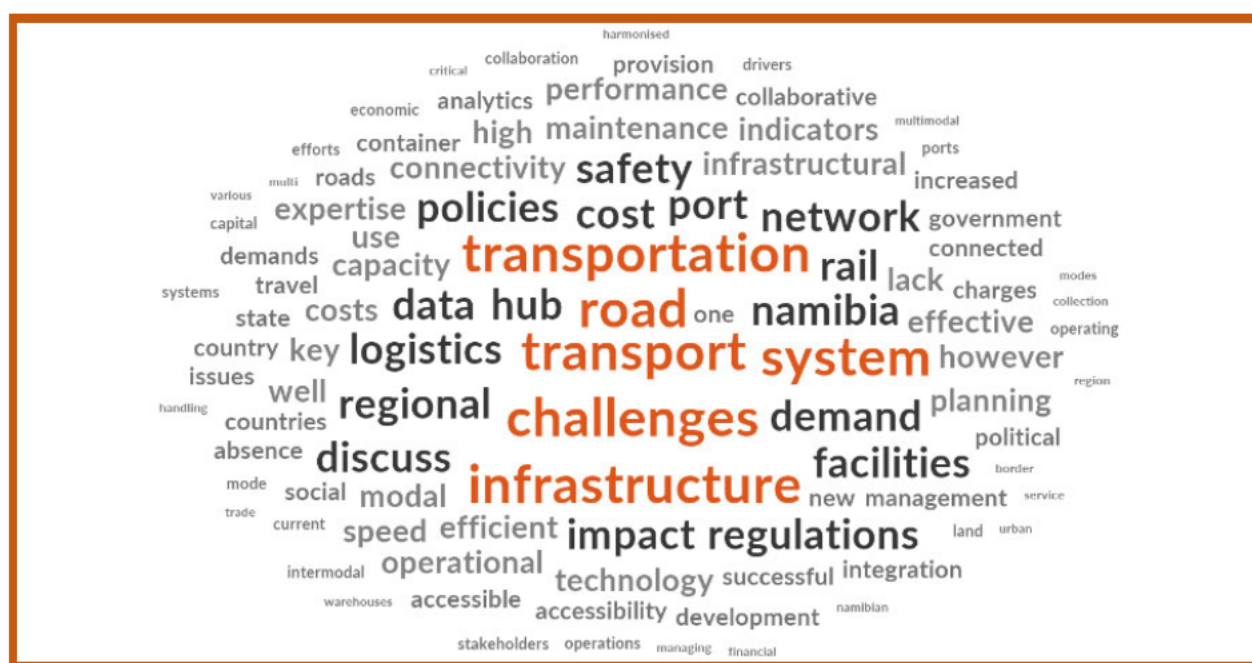 harmonised
critical collaboration provision drivers
economic analytics performance collaborative
efforts container high maintenance indicators multimodal
various multi roads connectivity safety infrastructural ports
capital expertise policies cost port network increased
demands use transportation rail government
systems travel capacity lack connected
state costs data hub road one namibia charges modes
country key logistics transport system effective collection
issues well regional however operating
handling countries challenges demand planning region
absence discuss facilities political
mode social modal infrastructure new management border
trade current speed efficient impact regulations land service
intermodal operational technology successful integration urban
warehouses accessible accessibility development namibian
stakeholders operations managing financial